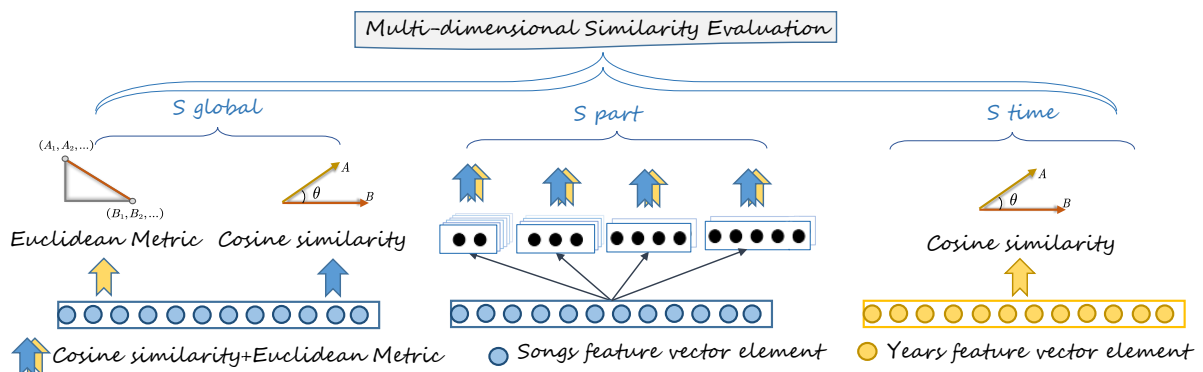 Multi-dimensional Similarity Evaluation
S global
S part
S time
(A₁, A₂, ...)
(B₁, B₂, ...)
A
θ
B
A
θ
B
Euclidean Metric
Cosine similarity
Cosine similarity
Cosine similarity+Euclidean Metric
Songs feature vector element
Years feature vector element